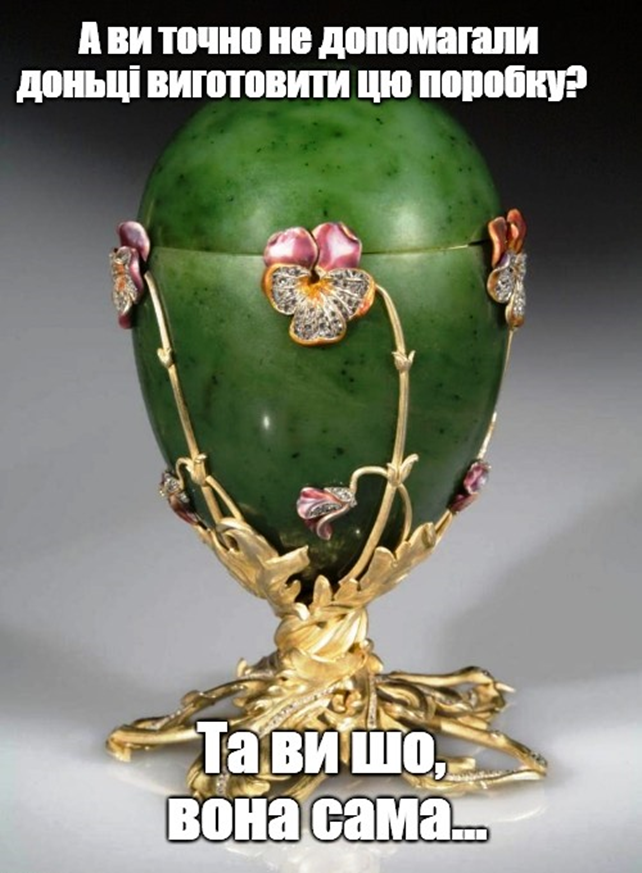 А ви точно не допомагали
доньці виготовити цю поробку?
Та ви шо,
вона сама...